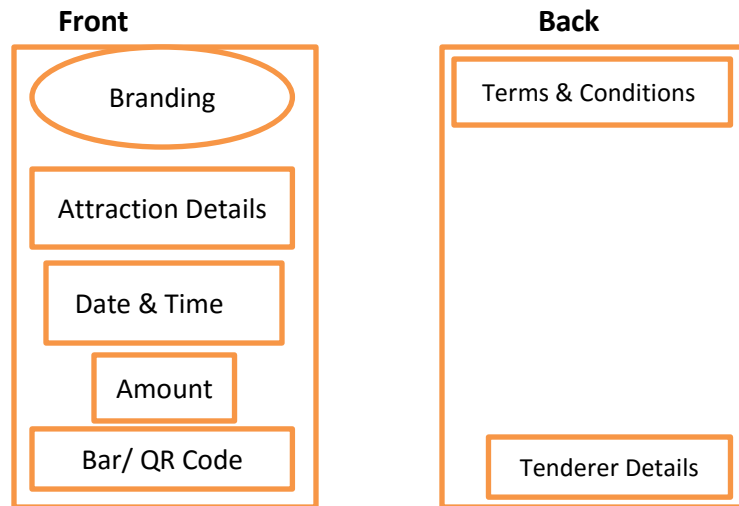 Front
Branding
Attraction Details
Date & Time
Amount
Bar/ QR Code
Back
Terms & Conditions
Tenderer Details